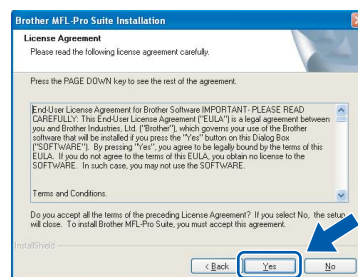 Brother MFL-Pro Suite Installation
License Agreement
Please read the following license agreement carefully.
Press the PAGE DOWN key to see the rest of the agreement.
End-User License Agreement for Brother Software IMPORTANT- PLEASE READ
CAREFULLY: This End-User License Agreement ("EULA") is a legal agreement between
you and Brother Industries, Ltd. ("Brother"), which governs your use of the Brother
software that will be installed if you press the "Yes" button on this Dialog Box
("SOFTWARE"). By pressing "Yes", you agree to be legally bound by the terms of this
EULA. If you do not agree to the terms of this EULA, you obtain no license to the
SOFTWARE. In such case, you may not use the SOFTWARE.
Terms and Conditions.
Do you accept all the terms of the preceding License Agreement? If you select No, the setup
will close. To install Brother MFL-Pro Suite, you must accept this agreement.
InstallShield
< Back Yes No